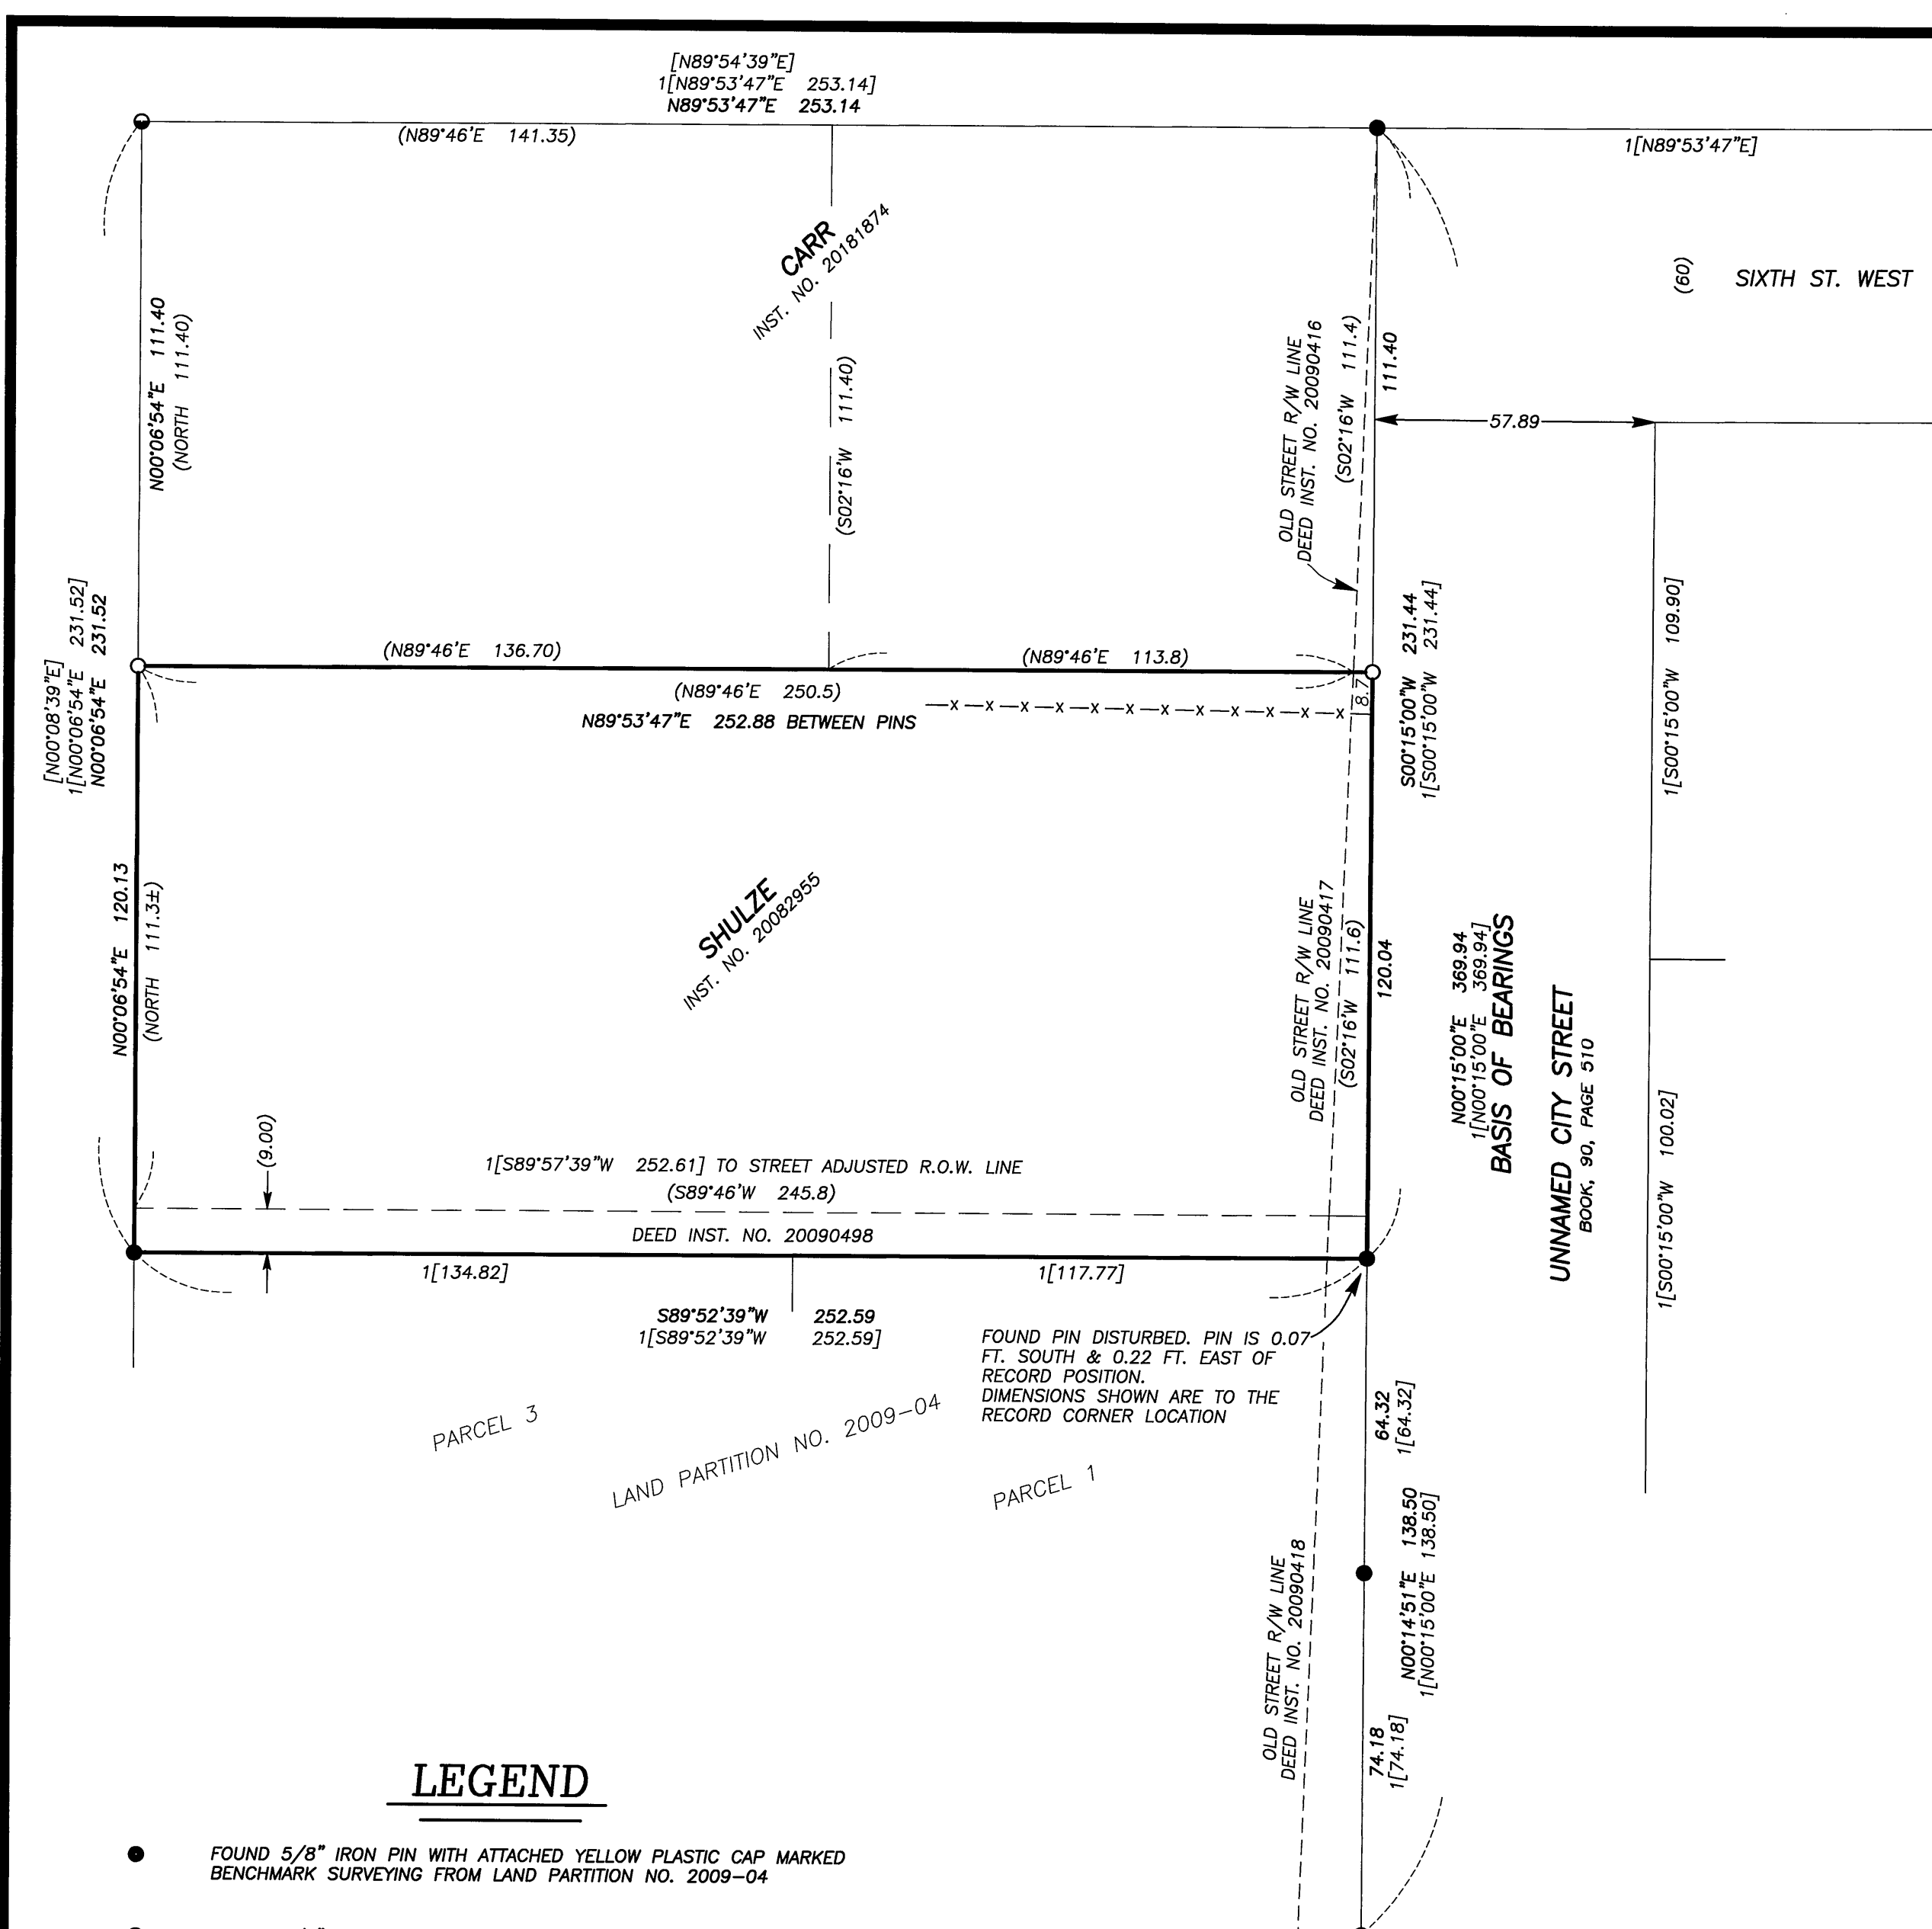 [N89°54'39"E]
1[N89°53'47"E 253.14]
N89°53'47"E 253.14
(N89°46'E 141.35)
1[N89°53'47"E]
CARR
INST. NO. 20181874
(60)
SIXTH ST. WEST
N00°06'54"E 111.40
(NORTH 111.40)
(S02°16'W 111.40)
OLD STREET R/W LINE
DEED INST. NO. 20090416
(S02°16'W 111.4)
111.40
57.89
[N00°08'39"E]
1[N00°06'54"E 231.52]
N00°06'54"E 231.52
(N89°46'E 136.70)
(N89°46'E 113.8)
(N89°46'E 250.5)
N89°53'47"E 252.88 BETWEEN PINS
X X X X X X X X X X X X
8.7
S00°15'00"W 231.44
1[S00°15'00"W 231.44]
1[S00°15'00"W 109.90]
N00°06'54"E 120.13
(NORTH 111.3±)
SHULZE
INST. NO. 20082955
OLD STREET R/W LINE
DEED INST. NO. 20090417
(S02°16'W 111.6)
120.04
N00°15'00"E 369.94
1[N00°15'00"E 369.94]
BASIS OF BEARINGS
UNNAMED CITY STREET
BOOK, 90, PAGE 510
1[S00°15'00"W 100.02]
(9.00)
1[S89°57'39"W 252.61] TO STREET ADJUSTED R.O.W. LINE
(S89°46'W 245.8)
DEED INST. NO. 20090498
1[134.82]
1[117.77]
S89°52'39"W 252.59
1[S89°52'39"W 252.59]
FOUND PIN DISTURBED. PIN IS 0.07
FT. SOUTH & 0.22 FT. EAST OF
RECORD POSITION.
DIMENSIONS SHOWN ARE TO THE
RECORD CORNER LOCATION
64.32
1[64.32]
PARCEL 3
LAND PARTITION NO. 2009-04
PARCEL 1
N00°14'51"E 138.50
1[N00°15'00"E 138.50]
OLD STREET R/W LINE
DEED INST. NO. 20090418
74.18
1[74.18]
LEGEND
FOUND 5/8" IRON PIN WITH ATTACHED YELLOW PLASTIC CAP MARKED
BENCHMARK SURVEYING FROM LAND PARTITION NO. 2009-04